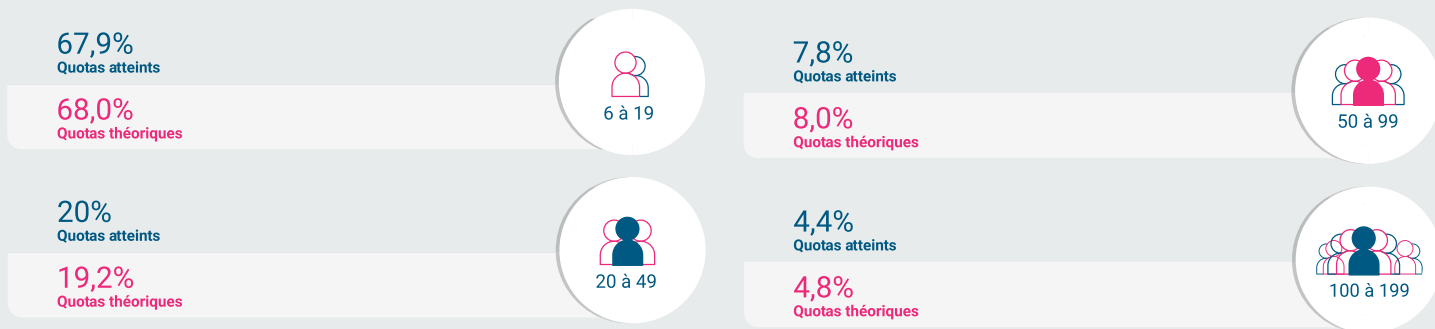 67,9%
Quotas atteints
68,0%
Quotas théoriques
6 à 19
7,8%
Quotas atteints
8,0%
Quotas théoriques
50 à 99
20%
Quotas atteints
19,2%
Quotas théoriques
20 à 49
4,4%
Quotas atteints
4,8%
Quotas théoriques
100 à 199